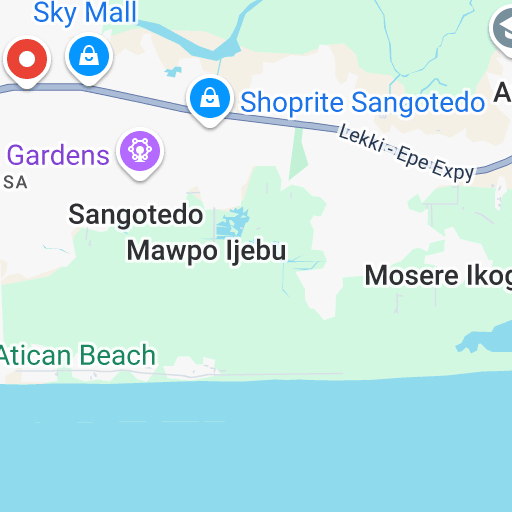 Sky Mall
Shoprite Sangotedo
A
Lekki - Epe Expy
Gardens
SA
Sangotedo
Mawpo Ijebu
Mosere Ikog
Atican Beach